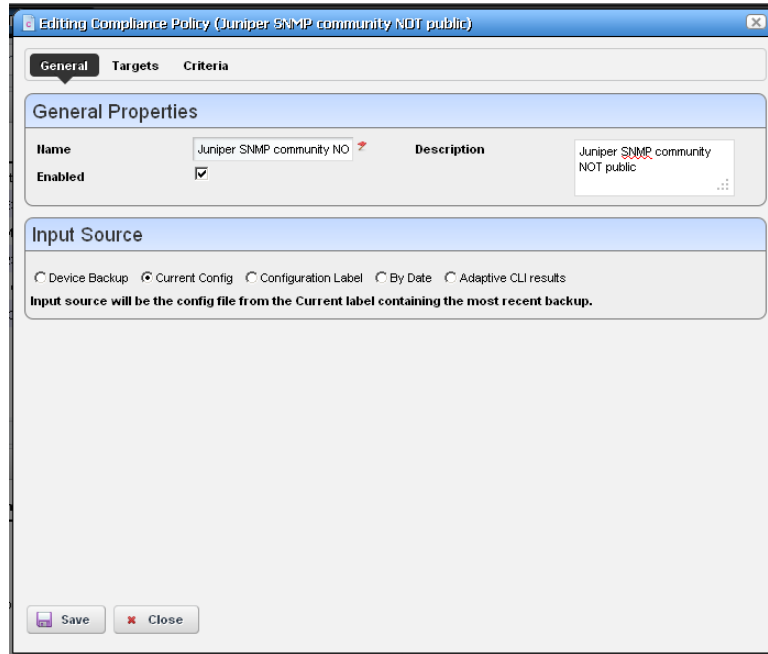 Editing Compliance Policy (Juniper SNMP community NOT public)
General Targets Criteria
General Properties
Name Juniper SNMP community NO Description Juniper SNMP community
NOT public
Enabled
Input Source
Device Backup Current Config Configuration Label By Date Adaptive CLI results
Input source will be the config file from the Current label containing the most recent backup.
Save Close